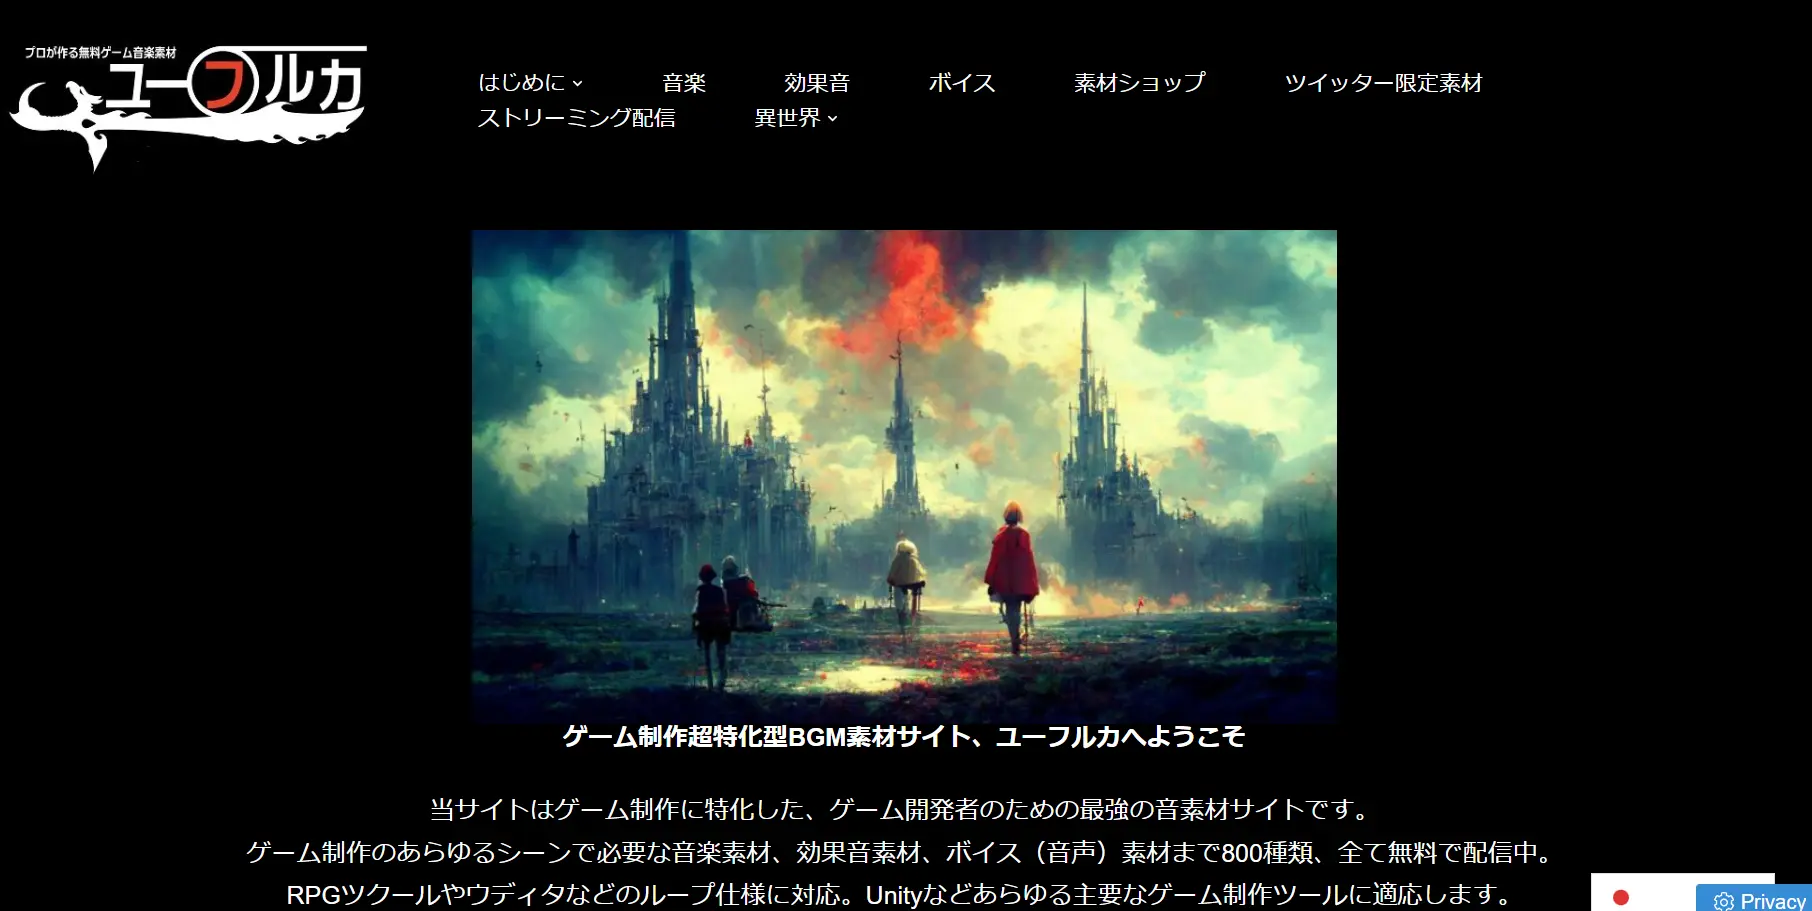 プロが作る無料ゲーム音楽素材
ユーフルカ
はじめに 音楽 効果音 ボイス 素材ショップ ツイッター限定素材
ストリーミング配信 異世界
ゲーム制作超特化型BGM素材サイト、ユーフルカへようこそ
当サイトはゲーム制作に特化した、ゲーム開発者のための最強の音素材サイトです。
ゲーム制作のあらゆるシーンで必要な音楽素材、効果音素材、ボイス（音声）素材まで800種類、全て無料で配信中。
RPGツクールやウディタなどのループ仕様に対応。Unityなどあらゆる主要なゲーム制作ツールに適応します。
Privacy